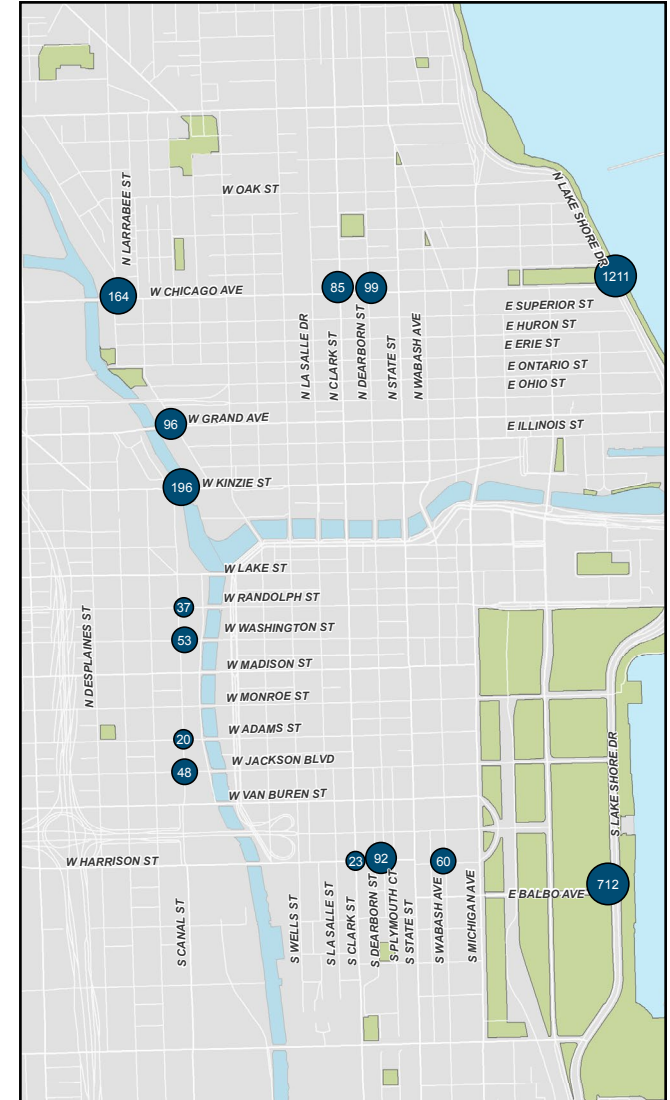 W OAK ST
N LARRABEE ST
N LAKE SHORE DR
1211
164
W CHICAGO AVE
85
99
N LA SALLE DR
N CLARK ST
N DEARBORN ST
N STATE ST
N WABASH AVE
E SUPERIOR ST
E HURON ST
E ERIE ST
E ONTARIO ST
E OHIO ST
96
W GRAND AVE
E ILLINOIS ST
196
W KINZIE ST
W LAKE ST
37
W RANDOLPH ST
53
W WASHINGTON ST
N DESPLAINES ST
W MADISON ST
W MONROE ST
20
W ADAMS ST
48
W JACKSON BLVD
W VAN BUREN ST
S LAKE SHORE DR
W HARRISON ST
23
92
60
712
E BALBO AVE
S CANAL ST
S WELLS ST
S LA SALLE ST
S CLARK ST
S DEARBORN ST
S PLYMOUTH CT
S STATE ST
S WABASH AVE
S MICHIGAN AVE